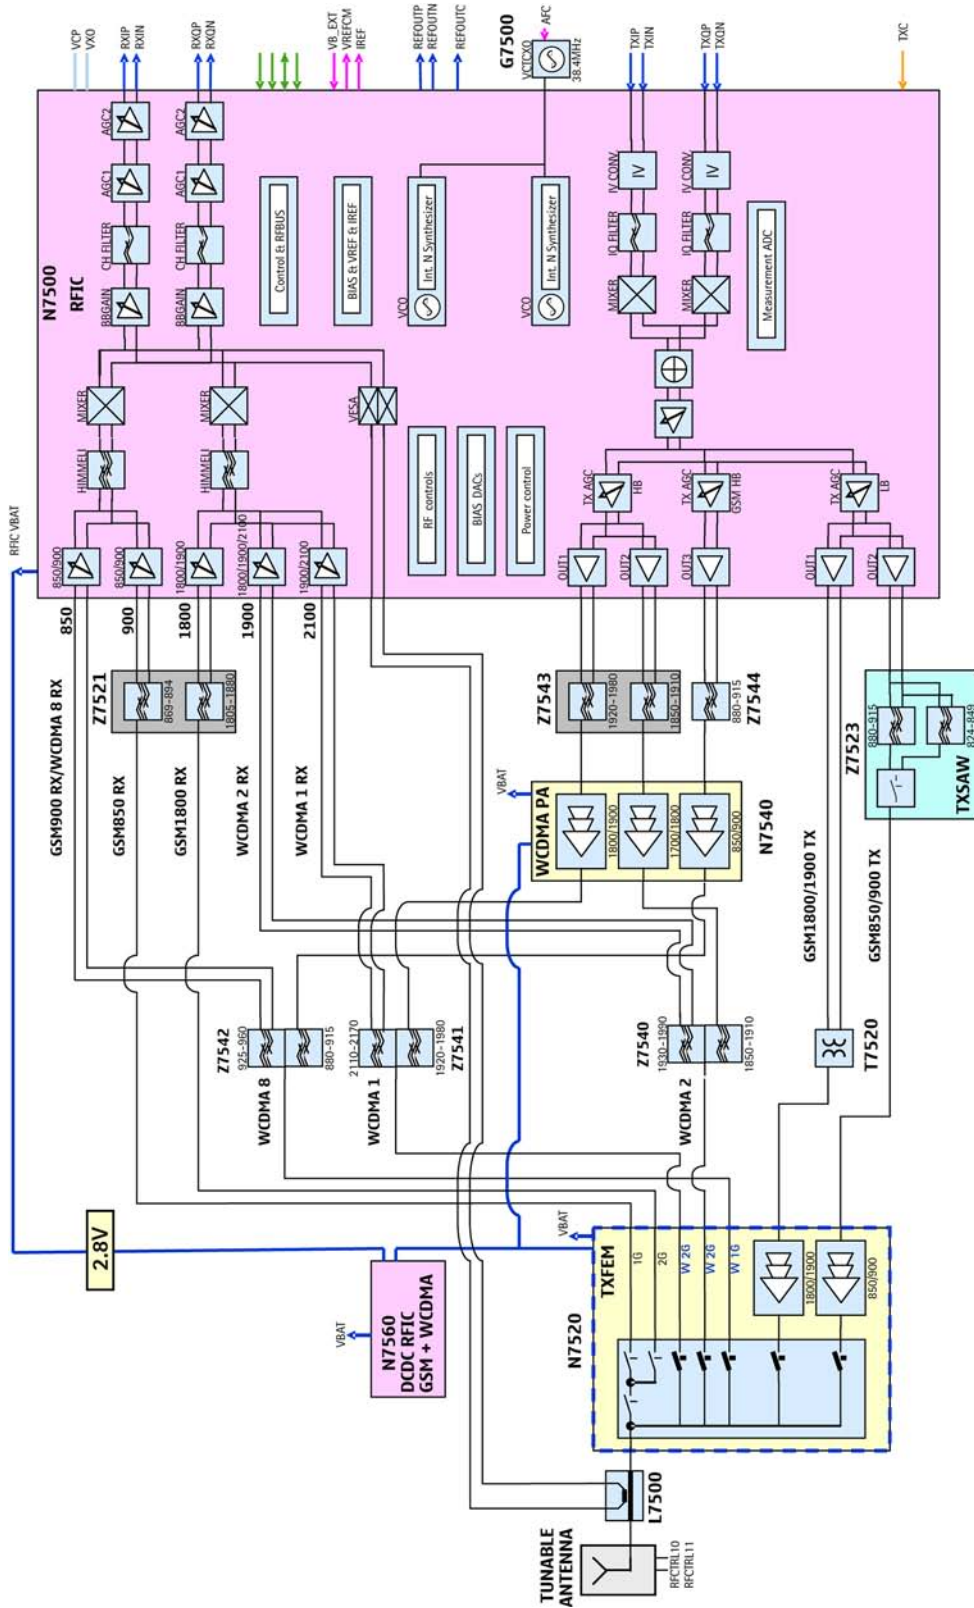 TUNABLE
ANTENNA
RFCTRL10
RFCTRL11
L7500
N7520
TXFEM
VBAT
1G
2G
W 2G
W 2G
W 1G
1800/1900
850/900
VBAT
N7560
DCDC RFIC
GSM + WCDMA
2.8V
RFIC VBAT
WCDMA 8
Z7542
925-960
880-915
WCDMA 1
2110-2170
1920-1980
Z7541
WCDMA 2
Z7540
1930-1990
1850-1910
T7520
GSM900 RX/WCDMA 8 RX
GSM850 RX
GSM1800 RX
WCDMA 2 RX
WCDMA 1 RX
GSM1800/1900 TX
GSM850/900 TX
VBAT
WCDMA PA
1800/1900
1700/1800
850/900
N7540
Z7521
869-894
1805-1880
Z7543
1920-1980
1850-1910
880-915
Z7544
Z7523
880-915
824-849
TXSAW
850
900
1800
1900
2100
850/900
850/900
1800/1900
1800/1900/2100
1900/2100
OUT1
OUT2
OUT3
OUT1
OUT2
HIMMELI
HIMMELI
RF controls
BIAS DACs
Power control
TX AGC
HB
TX AGC
GSM HB
TX AGC
LB
MIXER
MIXER
VESA
N7500
RFIC
BBGAIN
CH FILTER
AGC1
AGC2
BBGAIN
CH FILTER
AGC1
AGC2
Control & RFBUS
BIAS & VREF & IREF
VCO
Int. N Synthesizer
VCO
Int. N Synthesizer
MIXER
IQ FILTER
IV CONV.
IV
MIXER
IQ FILTER
IV CONV.
IV
Measurement ADC
VCP
VXO
RXIP
RXIN
RXQP
RXQN
VB_EXT
VREFCM
IREF
REFOUTP
REFOUTN
REFOUTC
G7500
VCTCXO
38.4MHz
AFC
TXIP
TXIN
TXQP
TXQN
TXC